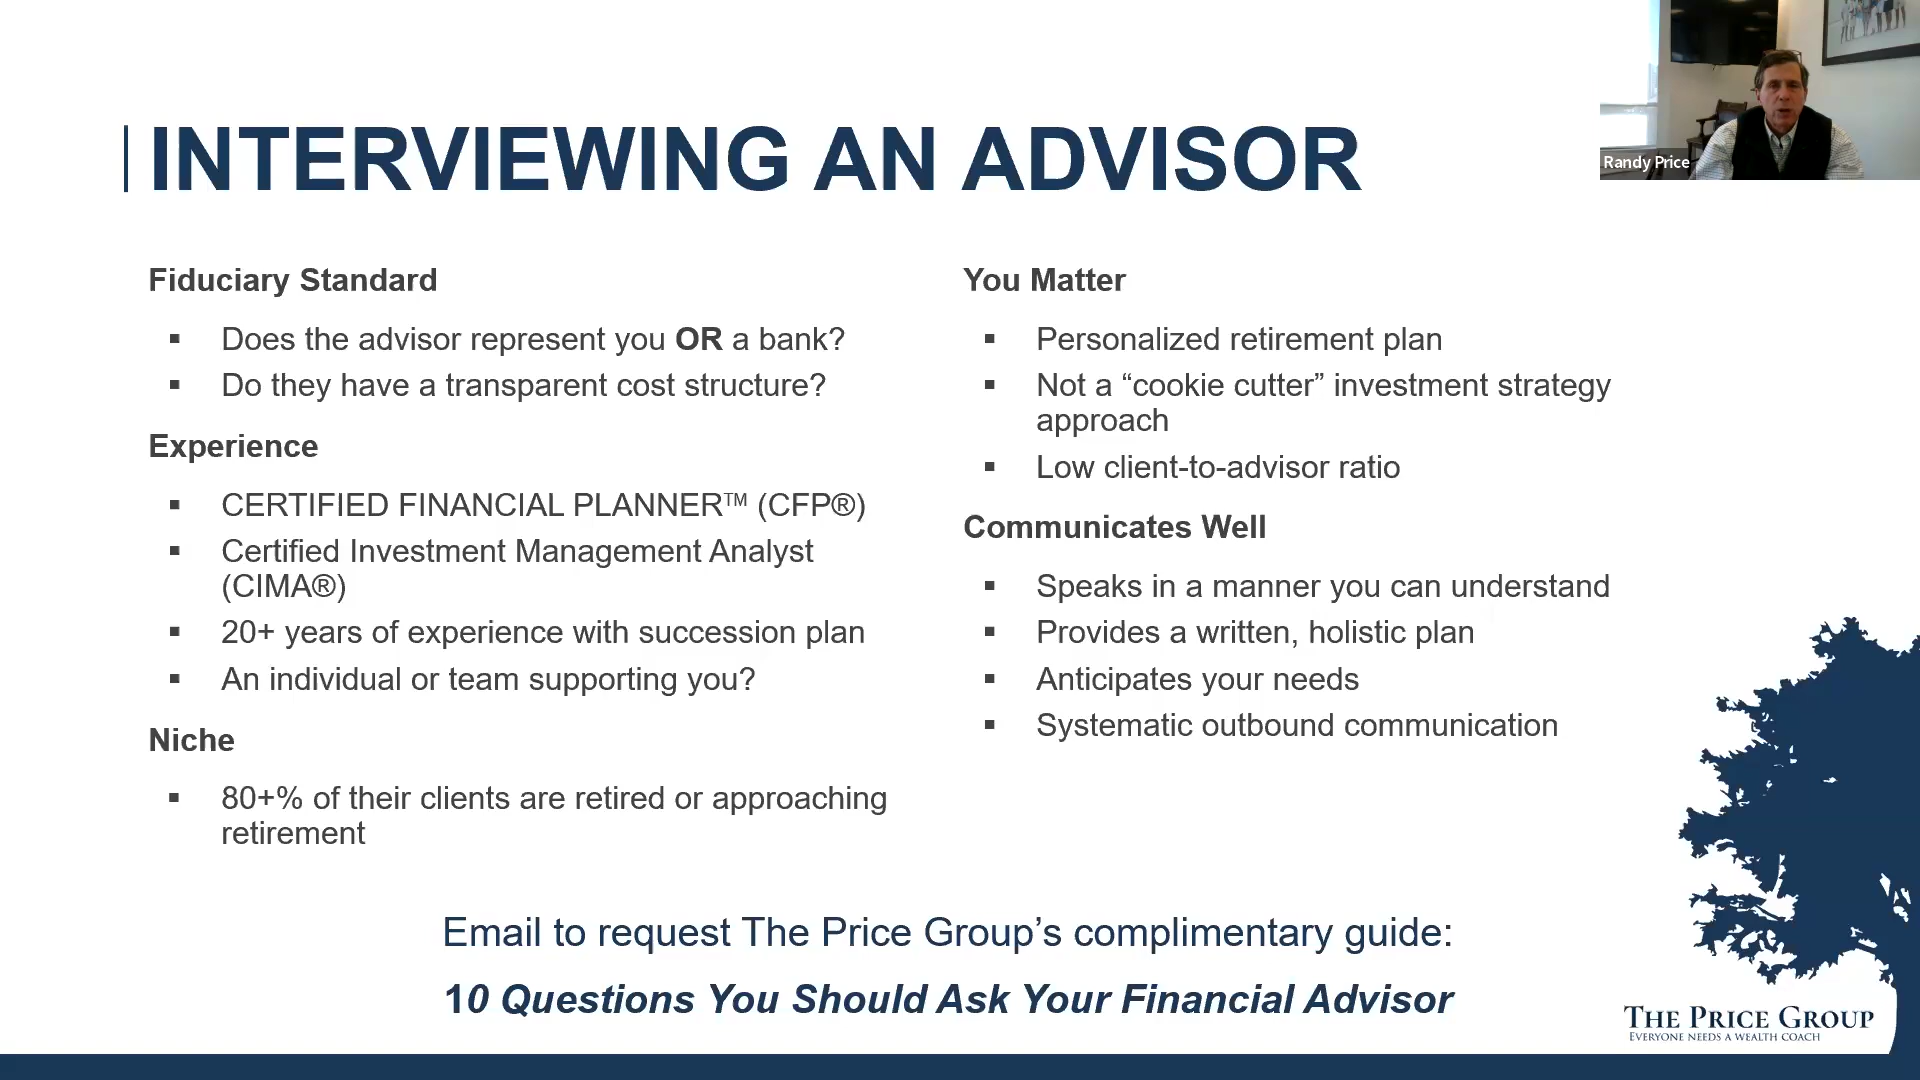 INTERVIEWING AN ADVISOR
Randy Price
Fiduciary Standard
▪ Does the advisor represent you OR a bank?
▪ Do they have a transparent cost structure?
Experience
▪ CERTIFIED FINANCIAL PLANNER™ (CFP®)
▪ Certified Investment Management Analyst
(CIMA®)
▪ 20+ years of experience with succession plan
▪ An individual or team supporting you?
Niche
▪ 80+% of their clients are retired or approaching
retirement
You Matter
▪ Personalized retirement plan
▪ Not a “cookie cutter” investment strategy
approach
▪ Low client-to-advisor ratio
Communicates Well
▪ Speaks in a manner you can understand
▪ Provides a written, holistic plan
▪ Anticipates your needs
▪ Systematic outbound communication
Email to request The Price Group’s complimentary guide:
10 Questions You Should Ask Your Financial Advisor
THE PRICE GROUP
EVERYONE NEEDS A WEALTH COACH